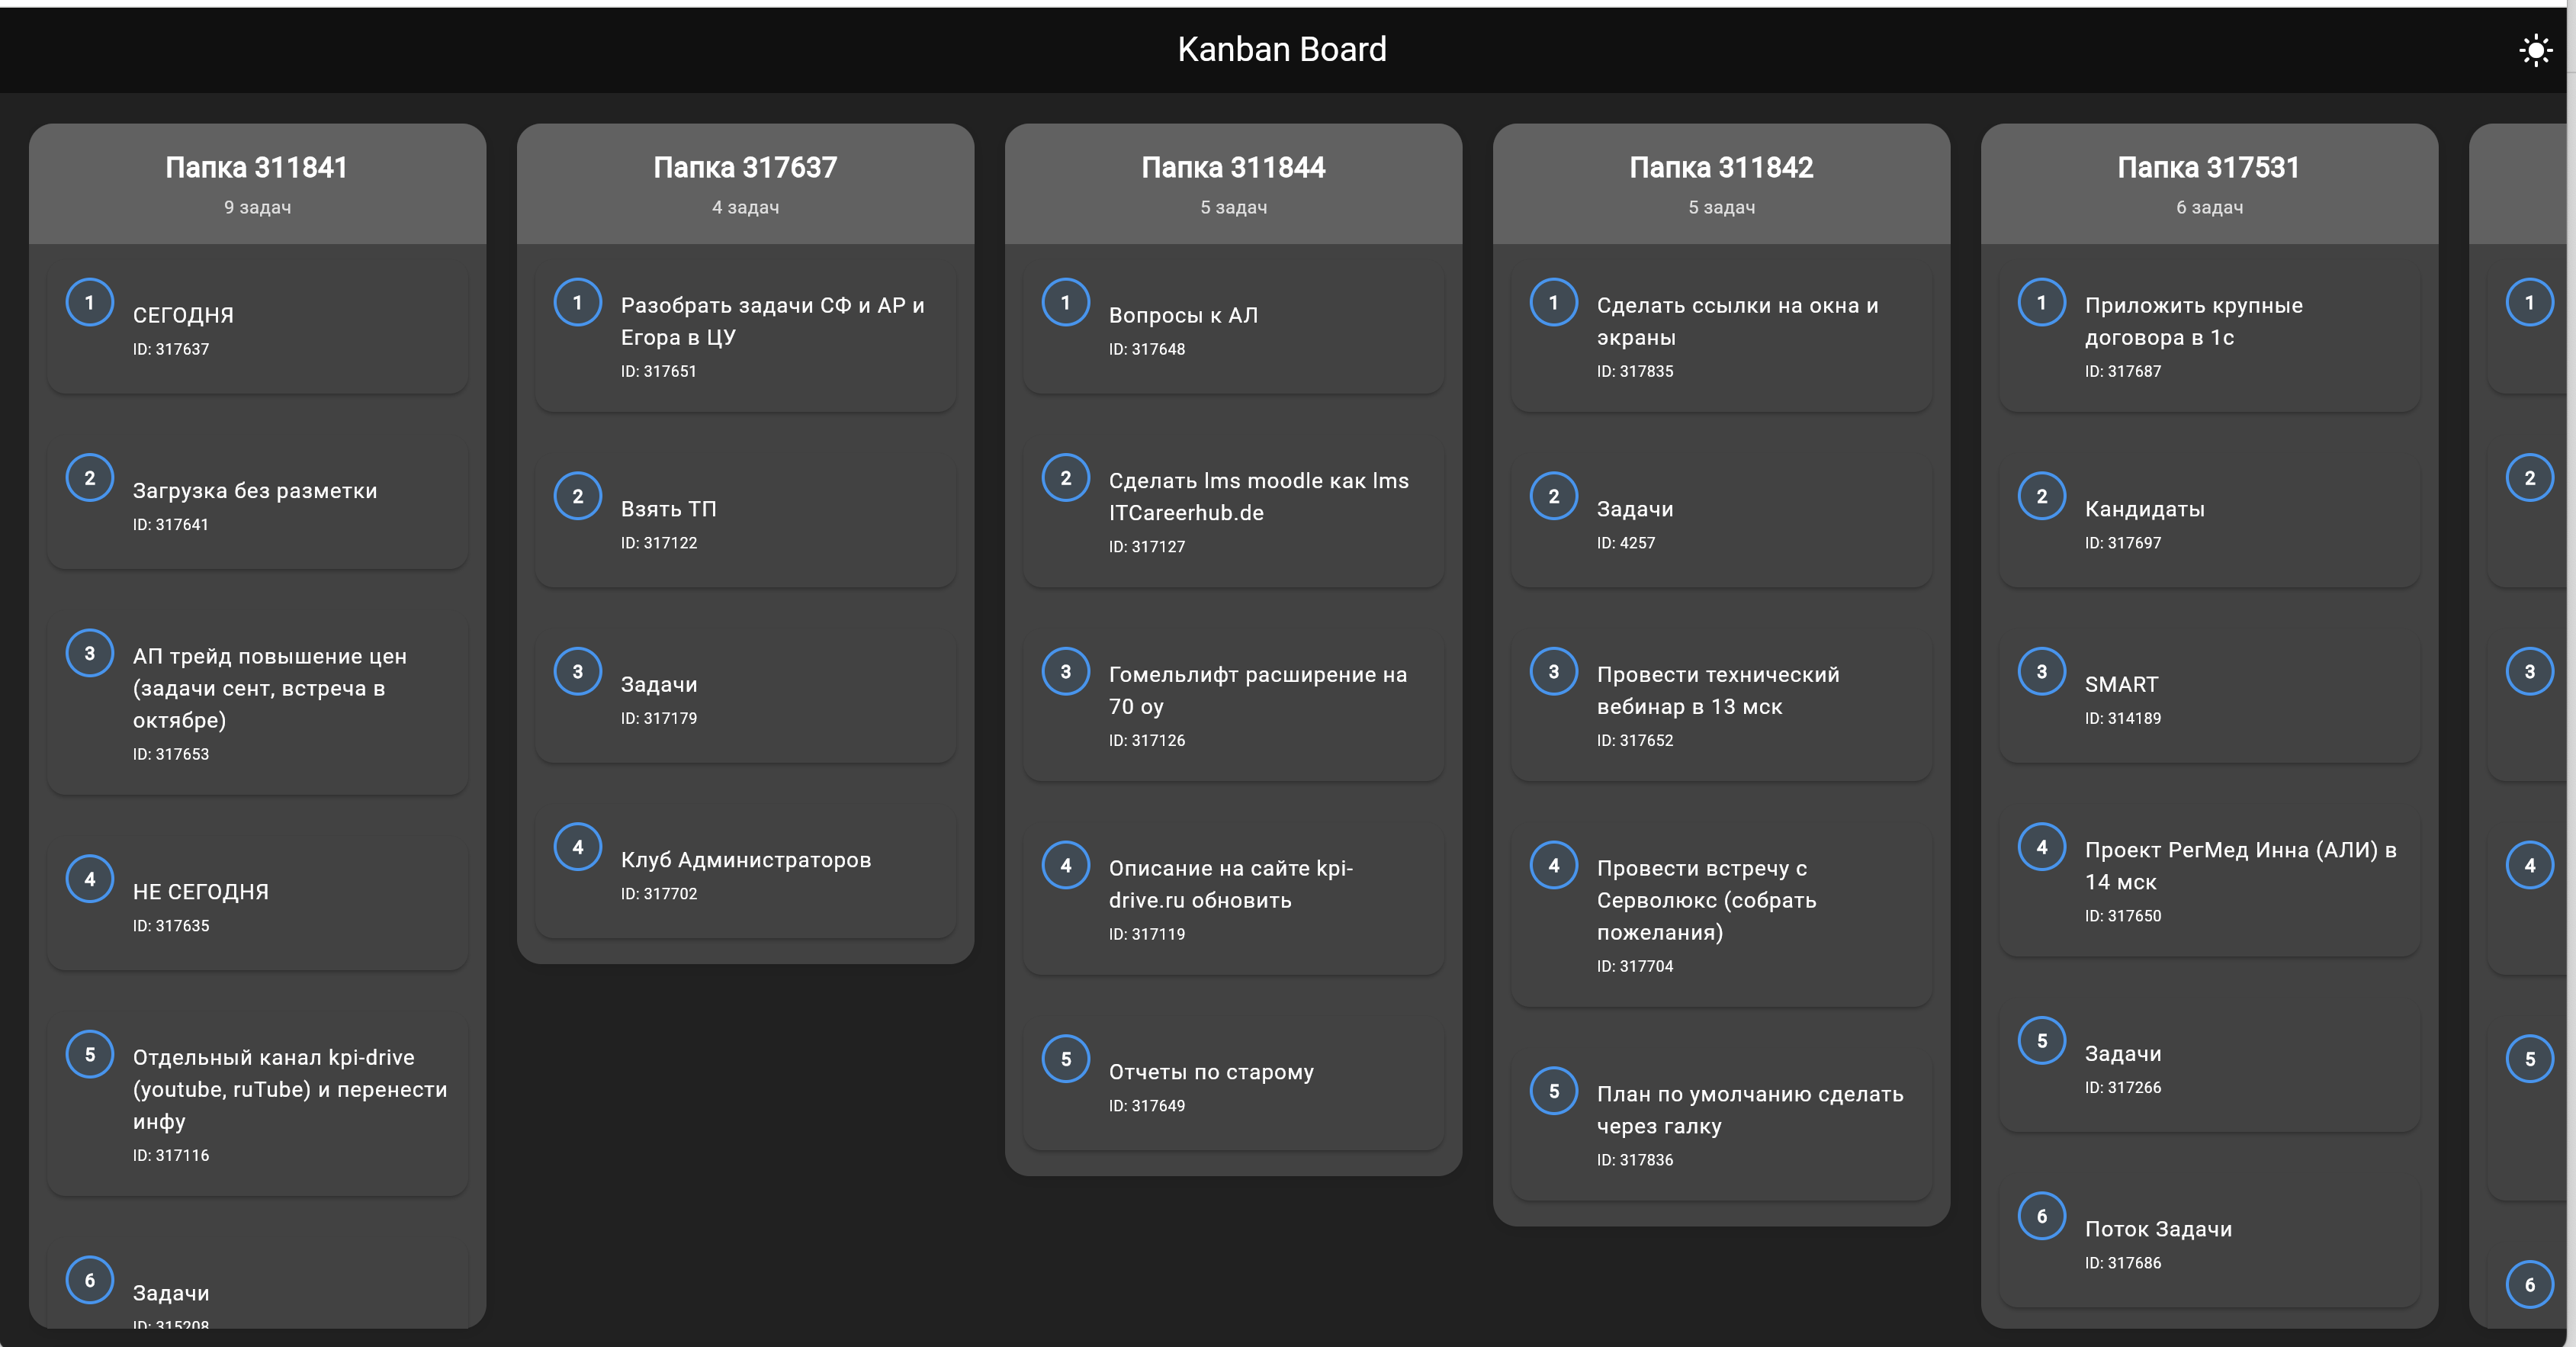 Kanban Board
Папка 311841
9 задач
1
СЕГОДНЯ
ID: 317637
2
Загрузка без разметки
ID: 317641
3
АП трейд повышение цен
(задачи сент, встреча в
октябре)
ID: 317653
4
НЕ СЕГОДНЯ
ID: 317635
5
Отдельный канал kpi-drive
(youtube, ruTube) и перенести
инфу
ID: 317116
6
Задачи
ID: 315208
Папка 317637
4 задач
1
Разобрать задачи СФ и АР и
Егора в ЦУ
ID: 317651
2
Взять ТП
ID: 317122
3
Задачи
ID: 317179
4
Клуб Администраторов
ID: 317702
Папка 311844
5 задач
1
Вопросы к АЛ
ID: 317648
2
Сделать lms moodle как lms
ITCareerhub.de
ID: 317127
3
Гомельлифт расширение на
70 оу
ID: 317126
4
Описание на сайте kpi-
drive.ru обновить
ID: 317119
5
Отчеты по старому
ID: 317649
Папка 311842
5 задач
1
Сделать ссылки на окна и
экраны
ID: 317835
2
Задачи
ID: 4257
3
Провести технический
вебинар в 13 мск
ID: 317652
4
Провести встречу с
Серволюкс (собрать
пожелания)
ID: 317704
5
План по умолчанию сделать
через галку
ID: 317836
Папка 317531
6 задач
1
Приложить крупные
договора в 1с
ID: 317687
2
Кандидаты
ID: 317697
3
SMART
ID: 314189
4
Проект РегМед Инна (АЛИ) в
14 мск
ID: 317650
5
Задачи
ID: 317266
6
Поток Задачи
ID: 317686
1
2
3
4
5
6